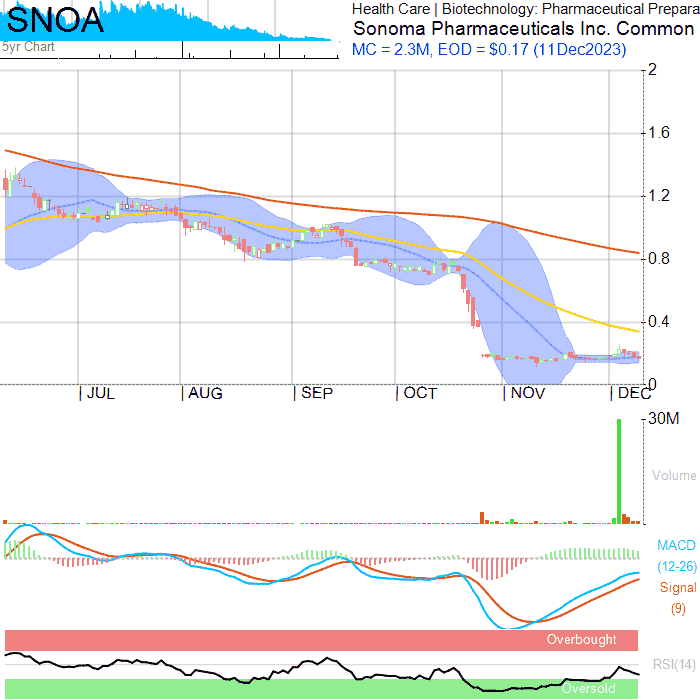 SNOA
5yr Chart
Health Care | Biotechnology: Pharmaceutical Prepara
Sonoma Pharmaceuticals Inc. Common
MC = 2.3M, EOD = $0.17 (11Dec2023)
2
1.6
1.2
0.8
0.4
0
JUL AUG SEP OCT NOV DEC
30M
Volume
MACD
(12-26)
Signal
(9)
Overbought
RSI(14)
Oversold